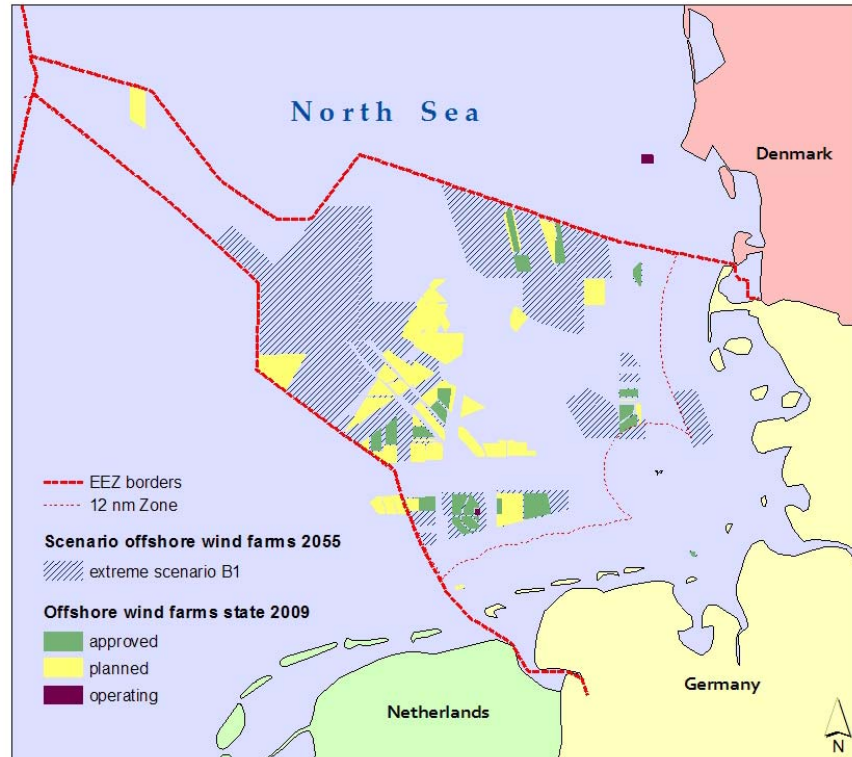 North Sea
Denmark
EEZ borders
12 nm Zone
Scenario offshore wind farms 2055
extreme scenario B1
Offshore wind farms state 2009
approved
planned
operating
Germany
Netherlands
N